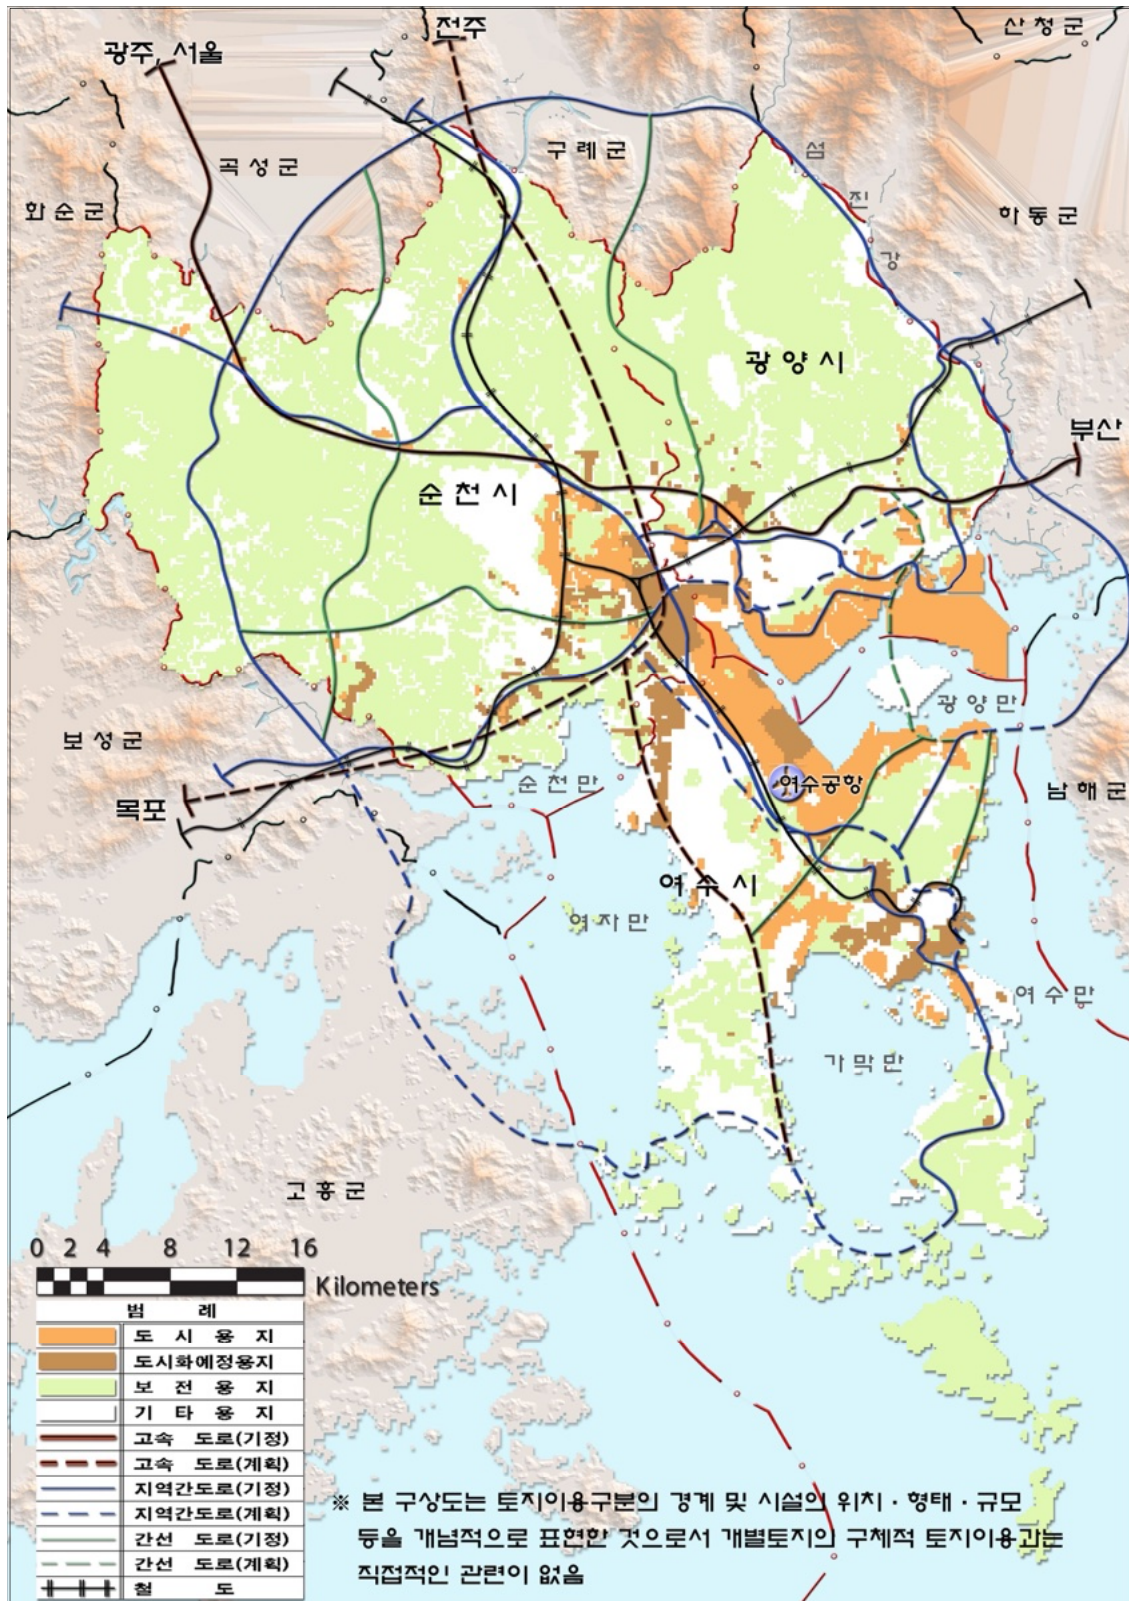 전주
산청군
광주, 서울
구례군
곡성군
섬
진
강
화순군
하동군
광양시
부산
순천시
광양만
보성군
순천만
여수공항
남해군
목포
여수시
여자만
여수만
가막만
고흥군
0 2 4 8 12 16
Kilometers
범 례
도 시 용 지
도시화예정용지
보 전 용 지
기 타 용 지
고속 도로(기정)
고속 도로(계획)
지역간도로(기정)
지역간도로(계획)
간선 도로(기정)
간선 도로(계획)
철 도
※ 본 구상도는 토지이용구분의 경계 및 시설의 위치 · 형태 · 규모
등을 개념적으로 표현한 것으로서 개별토지의 구체적 토지이용과는
직접적인 관련이 없음